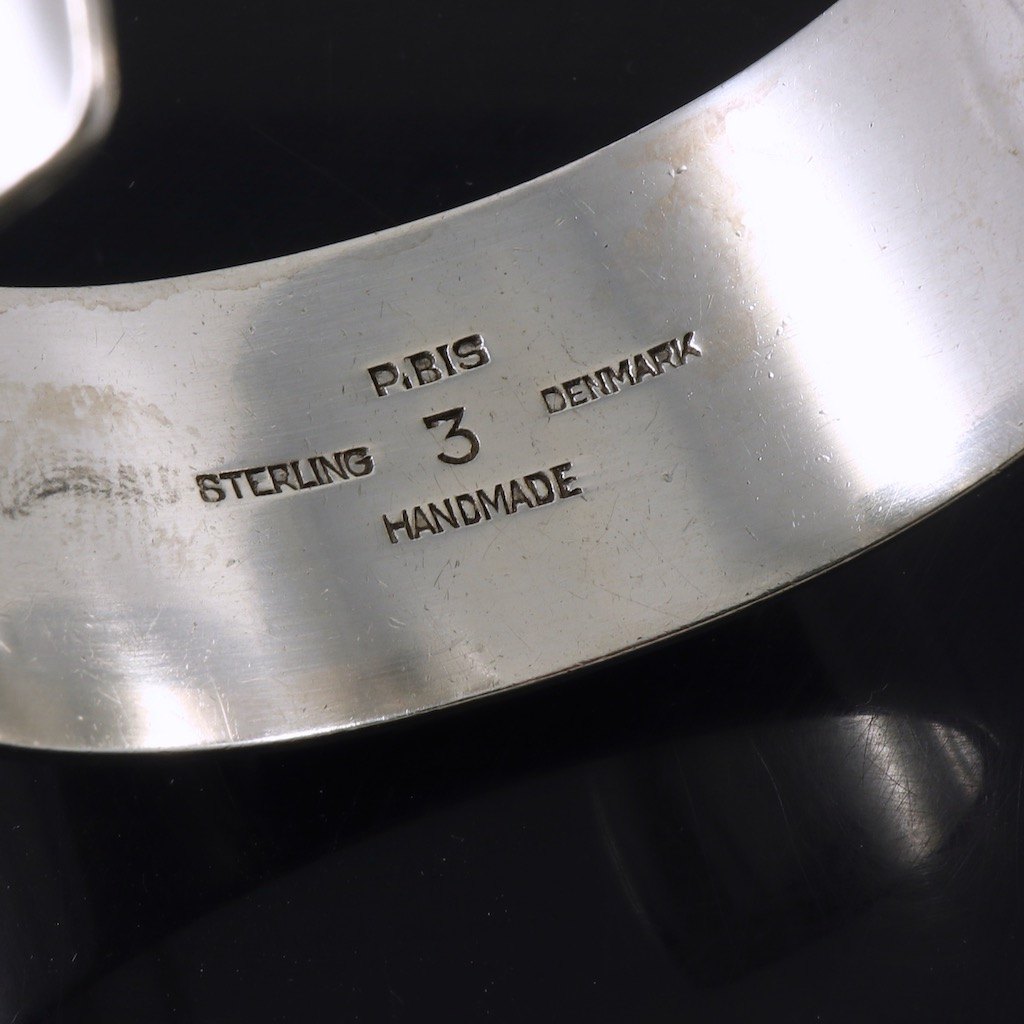 P.BIS
3
STERLING
DENMARK
HANDMADE